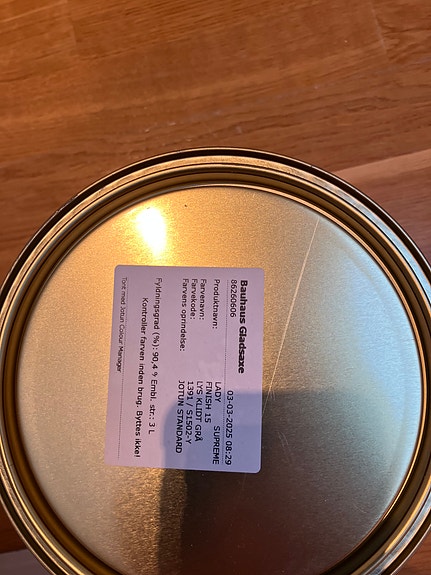 Bauhaus Gladsaxe
86260606 03-03-2025 08:29
Produktnavn: LADY SUPREME
FINISH 15
Farvenavn: LYS KLIDT GRÅ
Farvekode: 1391 / S1502-Y
Farvens oprindelse: JOTUN STANDARD
Fyldningsgrad (%): 90,4 % Embl. str.: 3 L
Kontroller farven inden brug. Byttes ikke!
Tont med Jotun Colour Manager